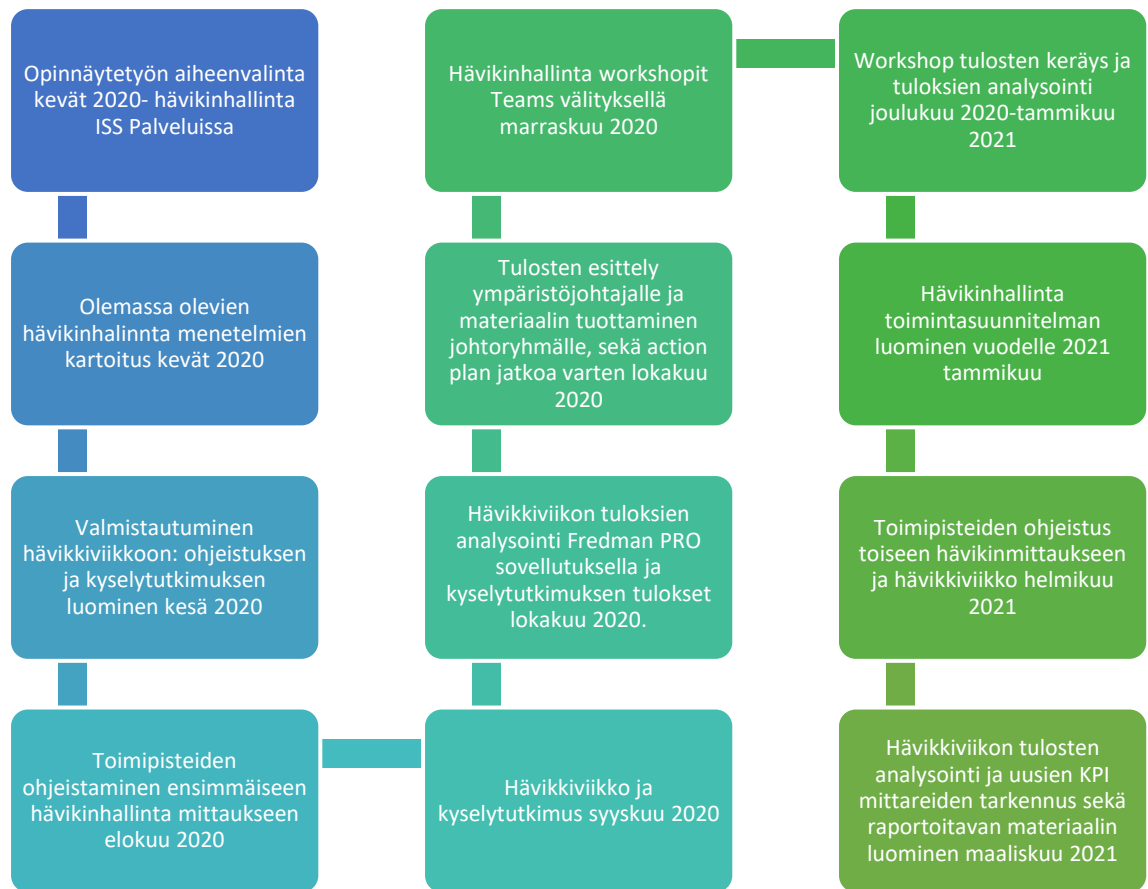 Opinnäytetyön aiheenvalinta
kevät 2020- hävikinhallinta
ISS Palveluissa
Olemassa olevien
hävikinhalinnta menetelmien
kartoitus kevät 2020
Valmistautuminen
hävikkiviikkoon: ohjeistuksen
ja kyselytutkimuksen
luominen kesä 2020
Toimipisteiden
ohjeistaminen ensimmäiseen
hävikinhallinta mittaukseen
elokuu 2020
Hävikkiviikko ja
kyselytutkimus syyskuu 2020
Hävikkiviikon tuloksien
analysointi Fredman PRO
sovellutuksella ja
kyselytutkimuksen tulokset
lokakuu 2020.
Tulosten esittely
ympäristöjohtajalle ja
materiaalin tuottaminen
johtoryhmälle, sekä action
plan jatkoa varten lokakuu
2020
Hävikinhallinta workshopit
Teams välityksellä
marraskuu 2020
Workshop tulosten keräys ja
tuloksien analysointi
joulukuu 2020-tammikuu
2021
Hävikinhallinta
toimintasuunnitelman
luominen vuodelle 2021
tammikuu
Toimipisteiden ohjeistus
toiseen hävikinmittaukseen
ja hävikkiviikko helmikuu
2021
Hävikkiviikon tulosten
analysointi ja uusien KPI
mittareiden tarkennus sekä
raportoitavan materiaalin
luominen maaliskuu 2021